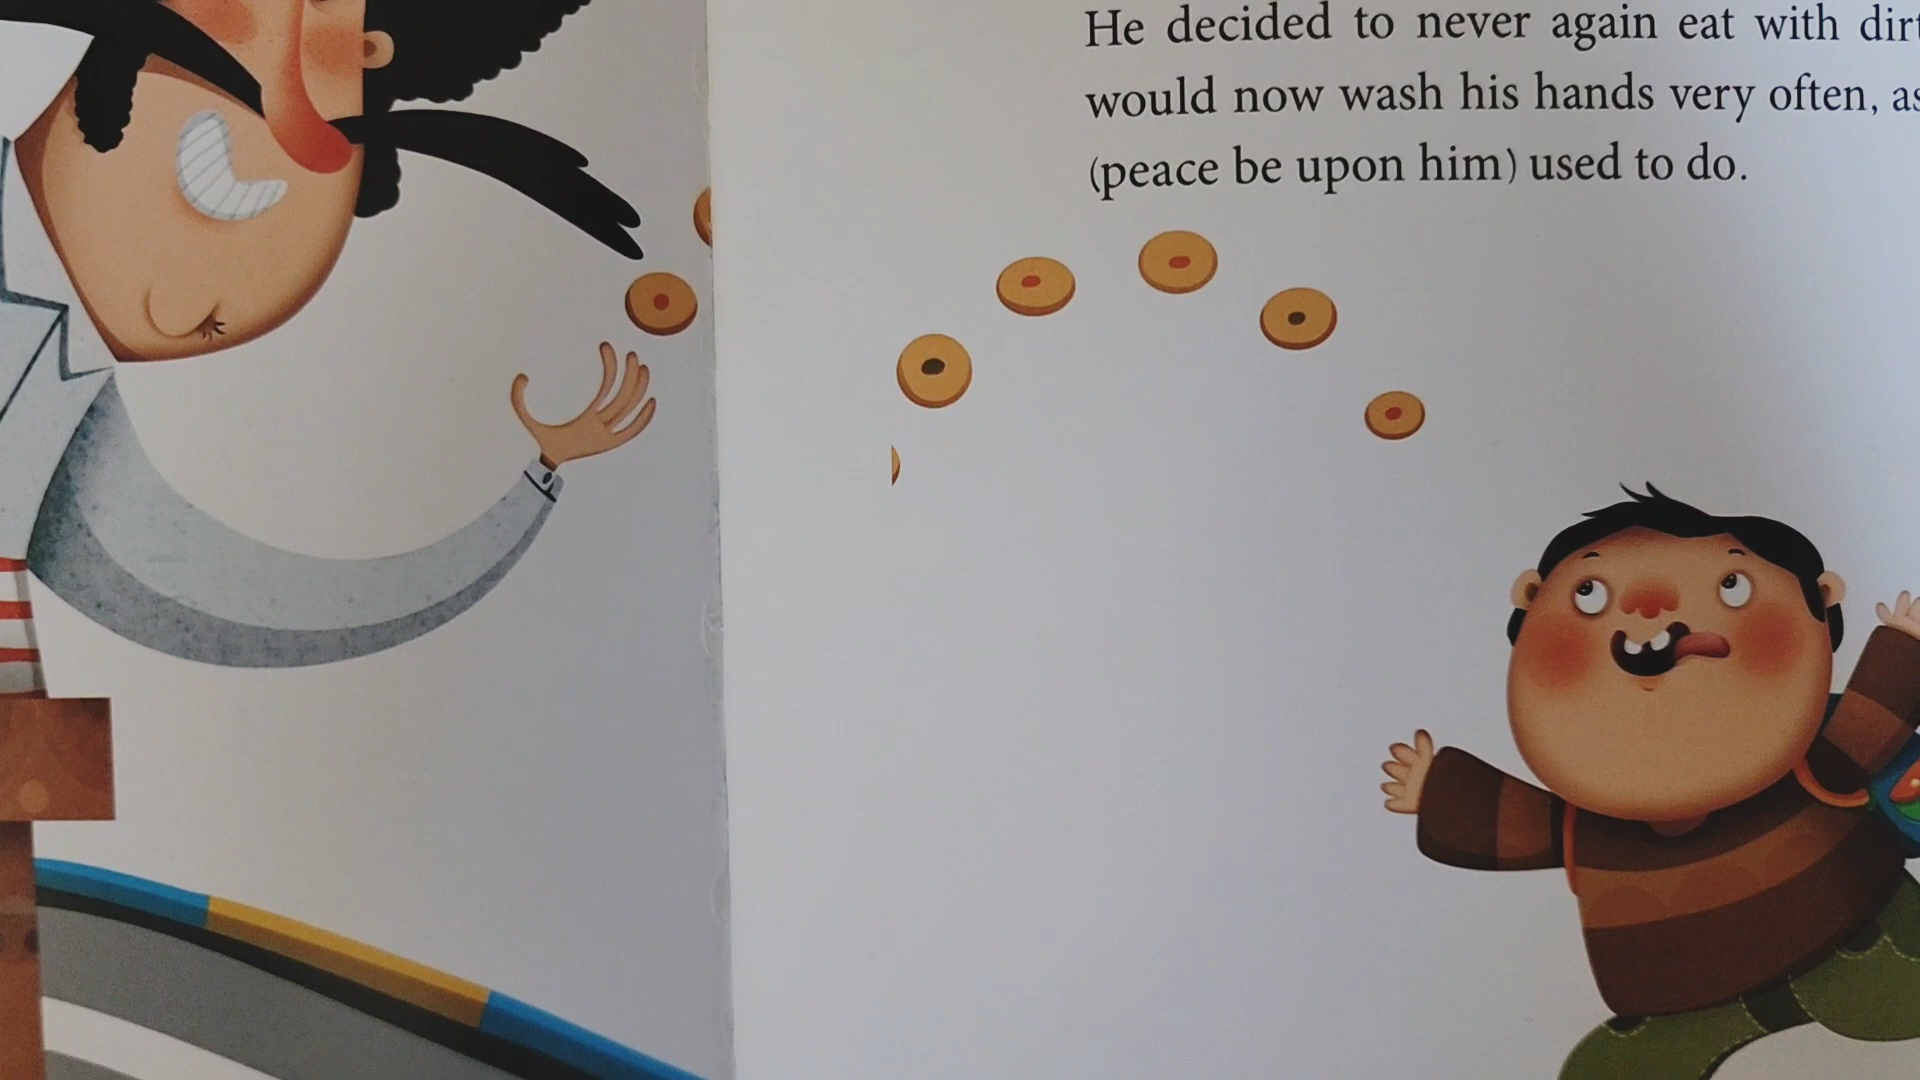 He decided to never again eat with
would now wash his hands very often,
(peace be upon him) used to do.